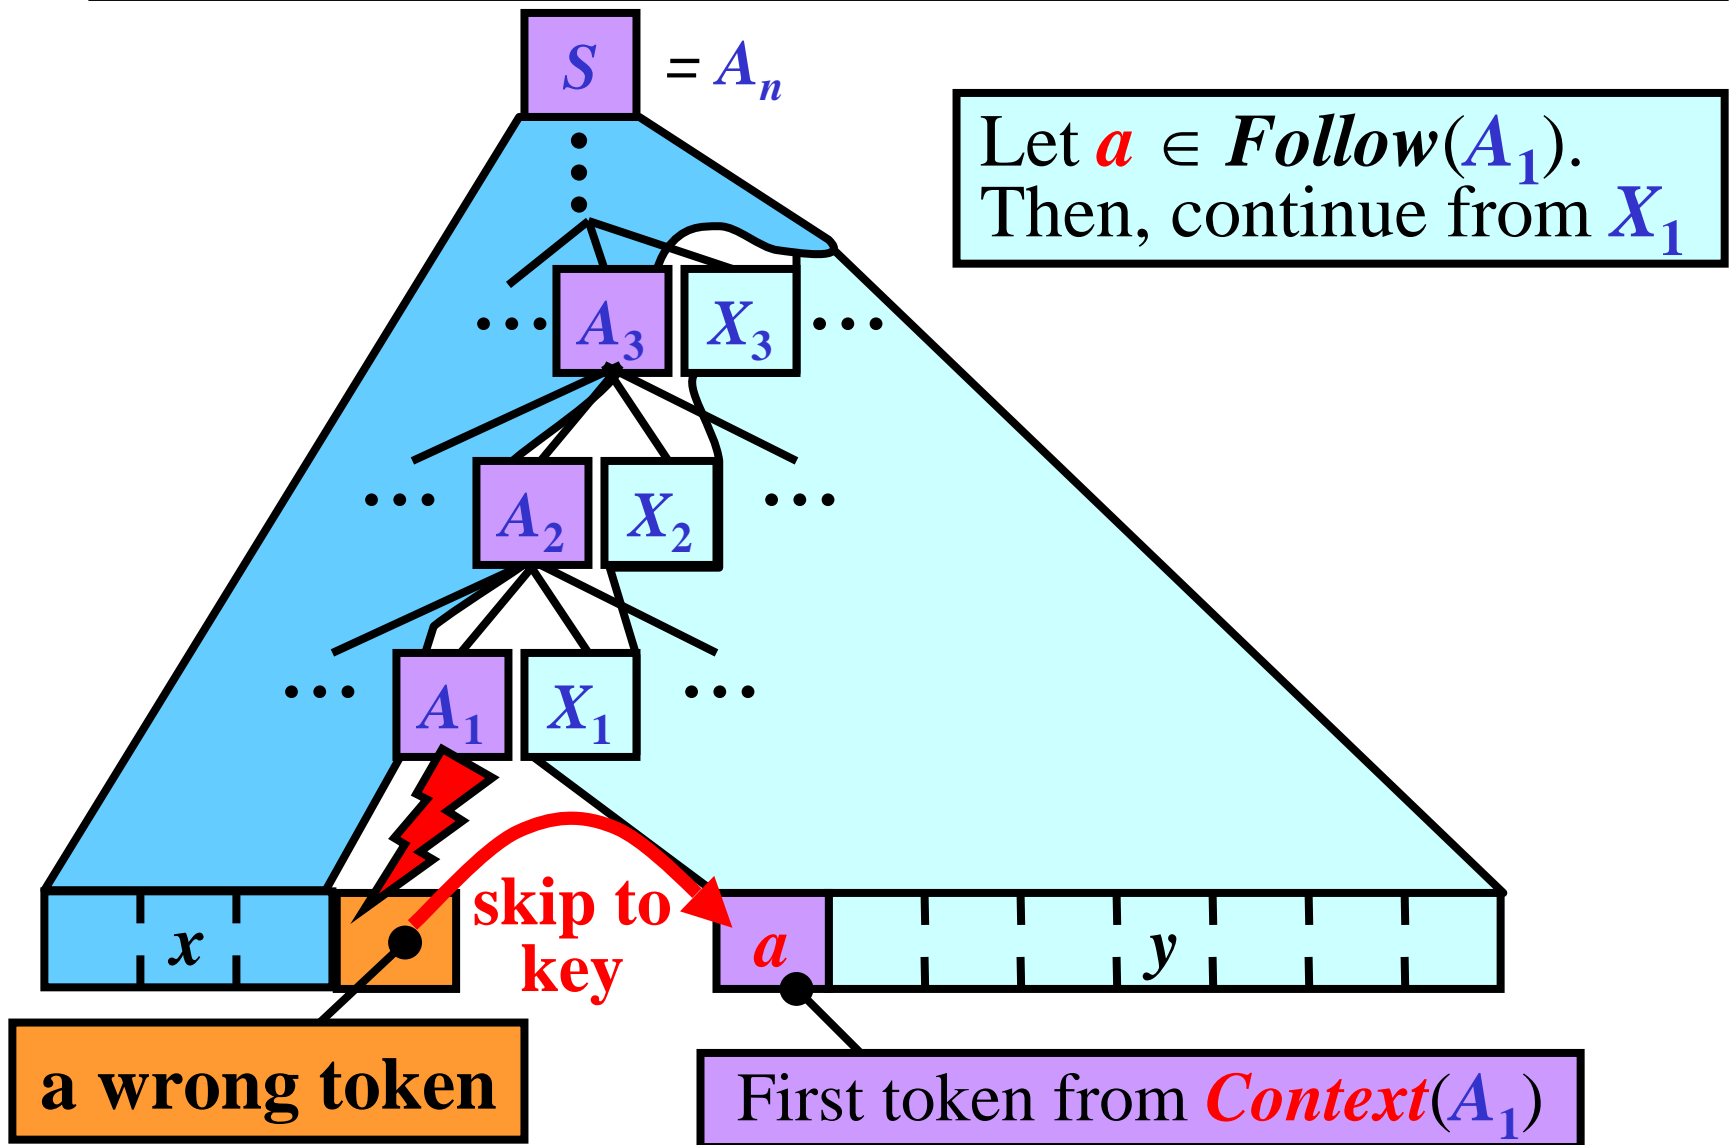 S = Aₙ
Let a ∈ Follow(A₁).
Then, continue from X₁
••• A₃ X₃ •••
••• A₂ X₂ •••
••• A₁ X₁ •••
skip to
key
x a y
a wrong token
First token from Context(A₁)